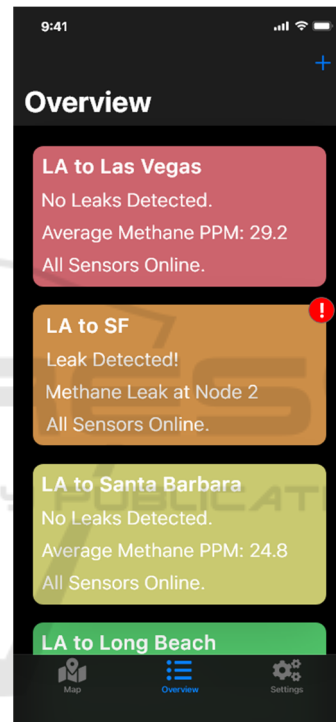 9:41
+
Overview
LA to Las Vegas
No Leaks Detected.
Average Methane PPM: 29.2
All Sensors Online.
!
LA to SF
Leak Detected!
Methane Leak at Node 2
All Sensors Online.
LA to Santa Barbara
No Leaks Detected.
Average Methane PPM: 24.8
All Sensors Online.
LA to Long Beach
Map
Overview
Settings